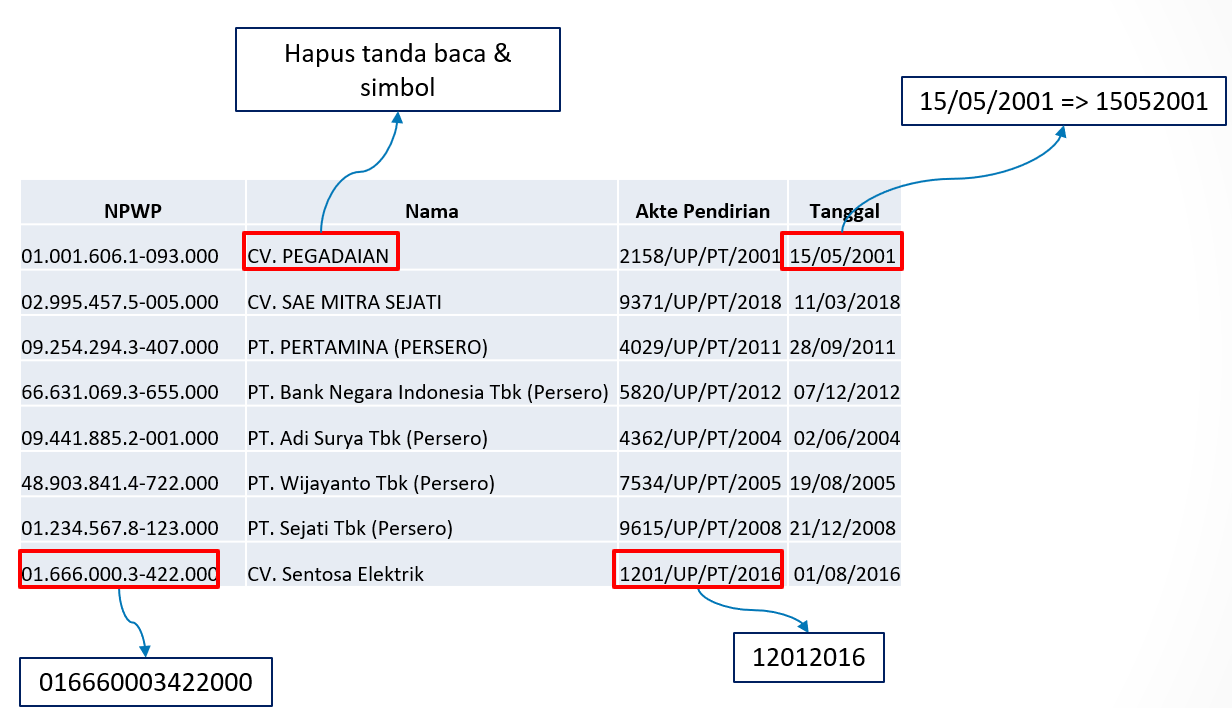 Hapus tanda baca &
simbol
15/05/2001 => 15052001
NPWP Nama Akte Pendirian Tanggal
01.001.606.1-093.000 CV. PEGADAIAN 2158/UP/PT/2001 15/05/2001
02.995.457.5-005.000 CV. SAE MITRA SEJATI 9371/UP/PT/2018 11/03/2018
09.254.294.3-407.000 PT. PERTAMINA (PERSERO) 4029/UP/PT/2011 28/09/2011
66.631.069.3-655.000 PT. Bank Negara Indonesia Tbk (Persero) 5820/UP/PT/2012 07/12/2012
09.441.885.2-001.000 PT. Adi Surya Tbk (Persero) 4362/UP/PT/2004 02/06/2004
48.903.841.4-722.000 PT. Wijayanto Tbk (Persero) 7534/UP/PT/2005 19/08/2005
01.234.567.8-123.000 PT. Sejati Tbk (Persero) 9615/UP/PT/2008 21/12/2008
01.666.000.3-422.000 CV. Sentosa Elektrik 1201/UP/PT/2016 01/08/2016
12012016
016660003422000